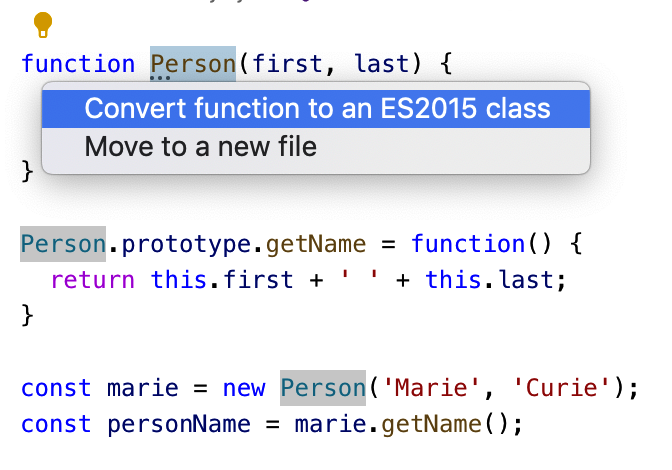 function Person(first, last) {
Convert function to an ES2015 class
Move to a new file
}
Person.prototype.getName = function() {
return this.first + ' ' + this.last;
}
const marie = new Person('Marie', 'Curie');
const personName = marie.getName();